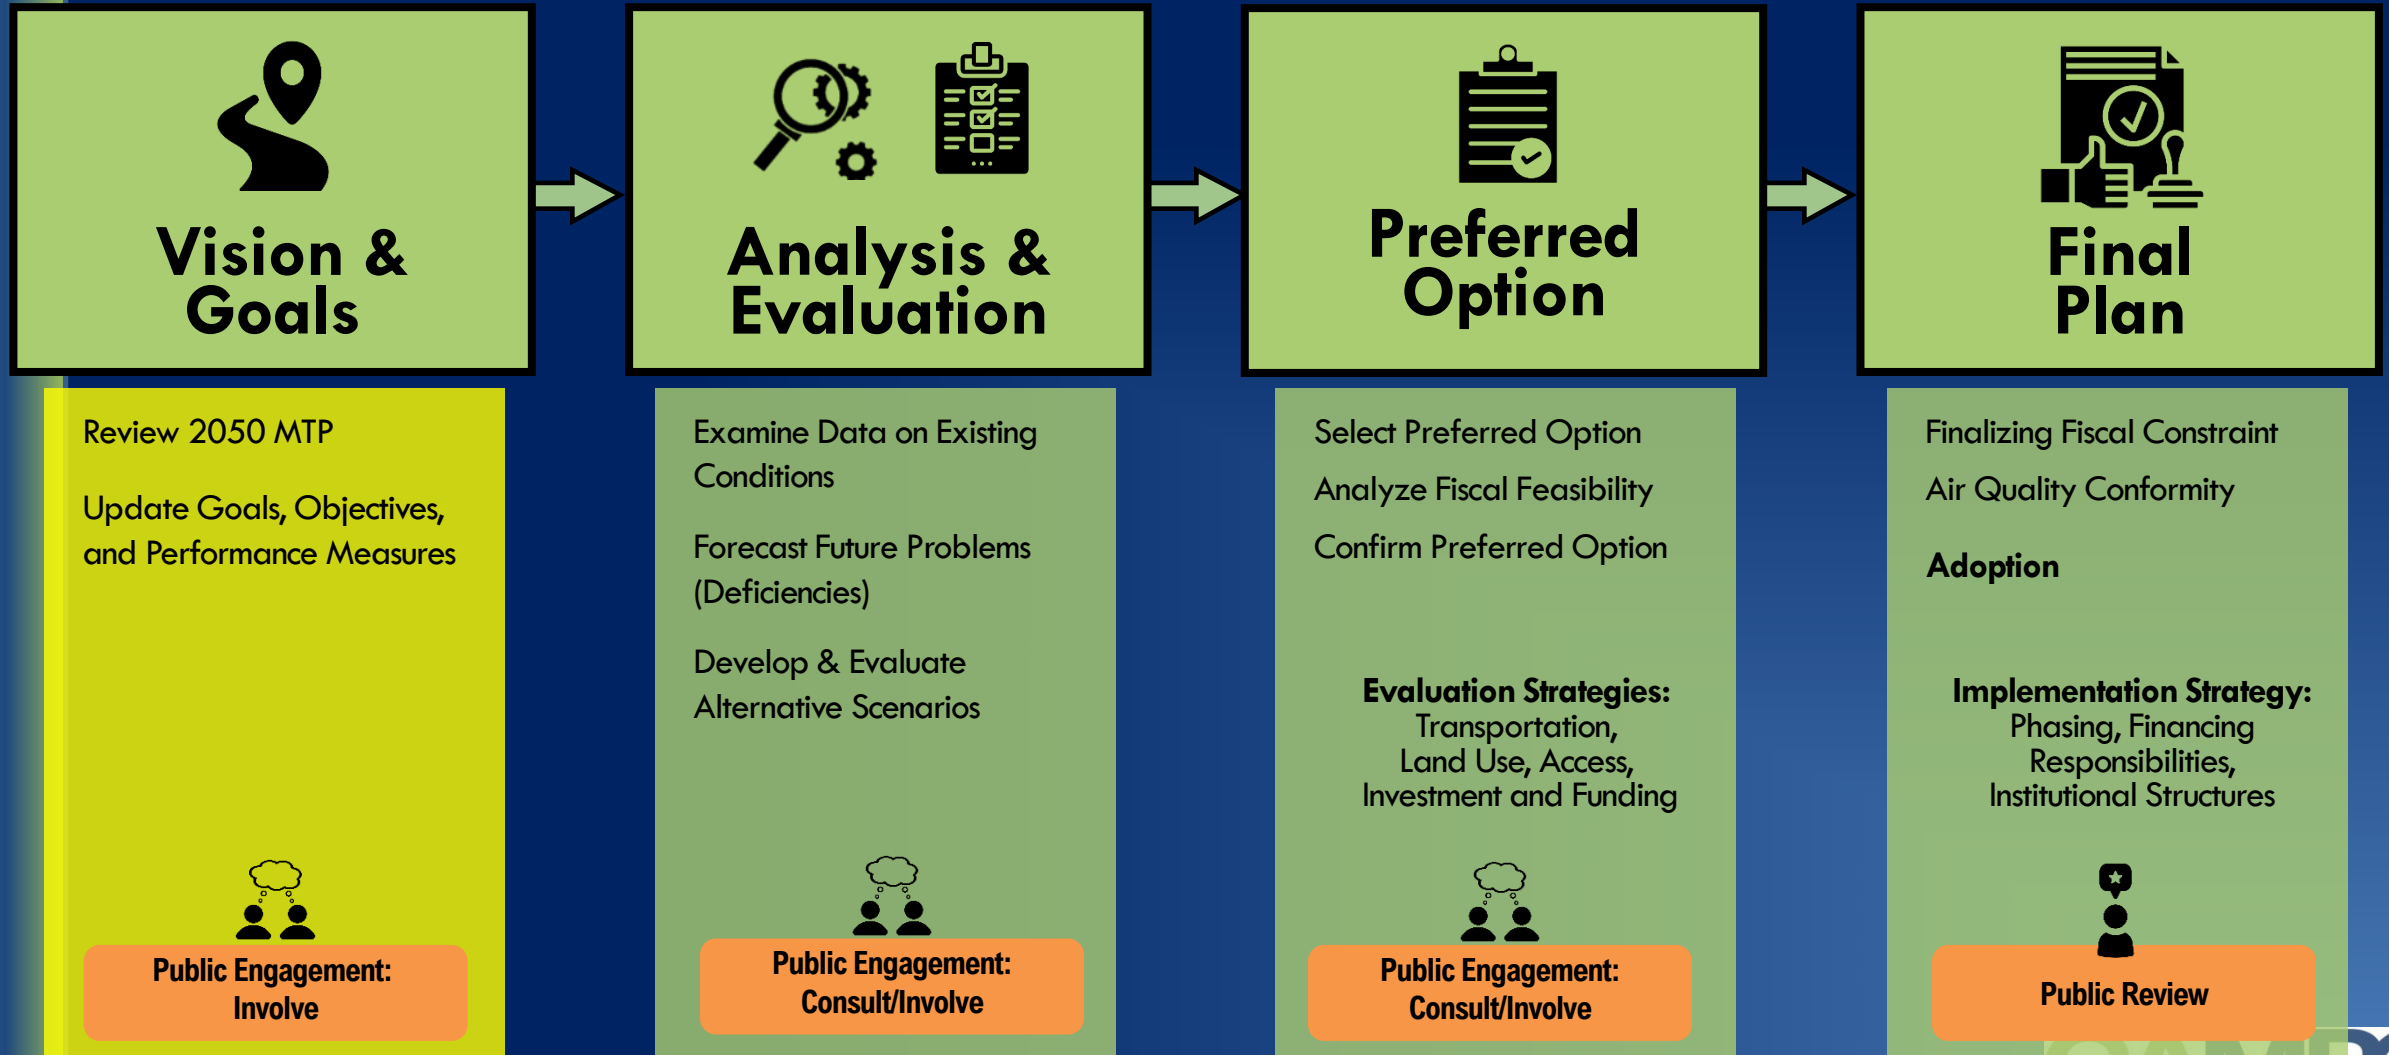 Vision &
Goals
Analysis &
Evaluation
Preferred
Option
Final
Plan
Review 2050 MTP
Update Goals, Objectives,
and Performance Measures
Public Engagement:
Involve
Examine Data on Existing
Conditions
Forecast Future Problems
(Deficiencies)
Develop & Evaluate
Alternative Scenarios
Public Engagement:
Consult/Involve
Select Preferred Option
Analyze Fiscal Feasibility
Confirm Preferred Option
Evaluation Strategies:
Transportation,
Land Use, Access,
Investment and Funding
Public Engagement:
Consult/Involve
Finalizing Fiscal Constraint
Air Quality Conformity
Adoption
Implementation Strategy:
Phasing, Financing
Responsibilities,
Institutional Structures
Public Review